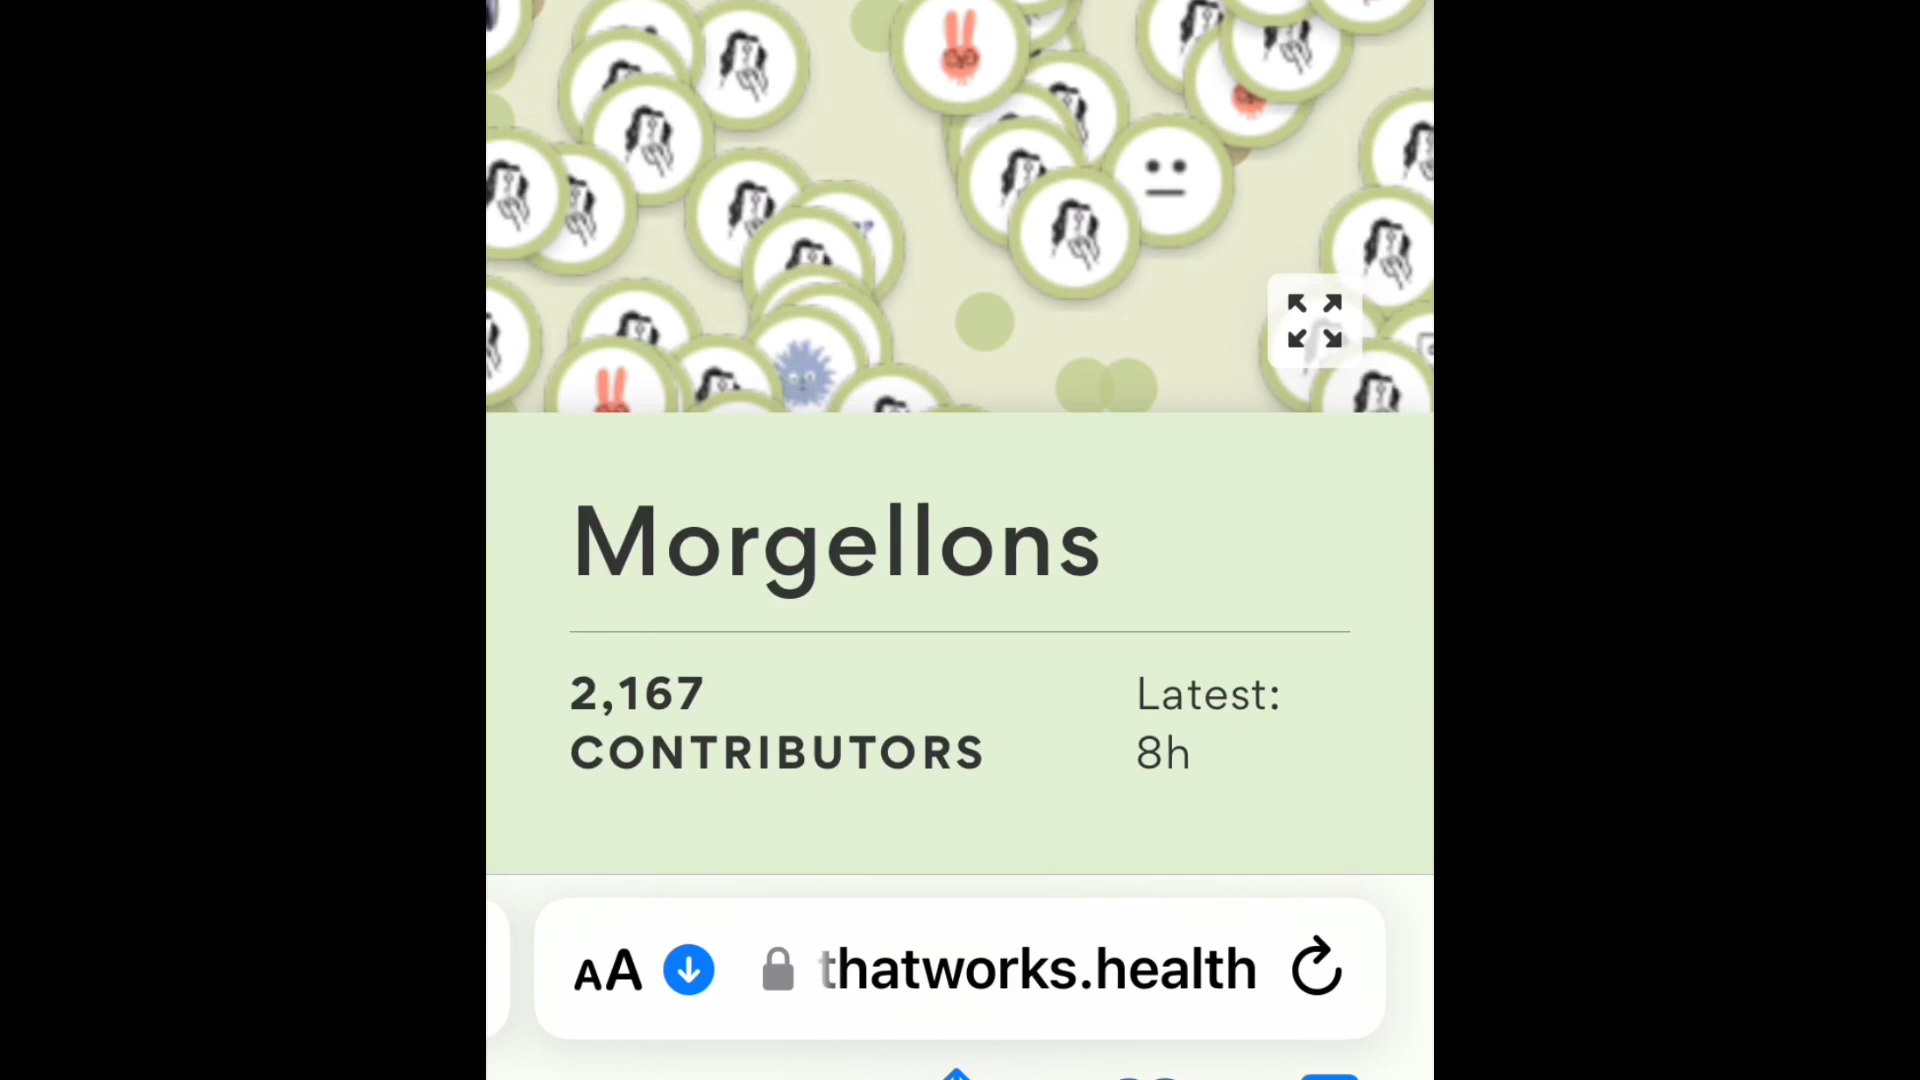 Morgellons
2,167
CONTRIBUTORS
Latest:
8h
AA
thatworks.health